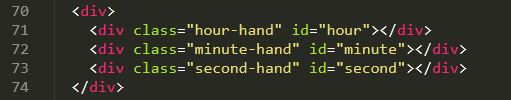 70 <div>
71 <div class="hour-hand" id="hour"></div>
72 <div class="minute-hand" id="minute"></div>
73 <div class="second-hand" id="second"></div>
74 </div>